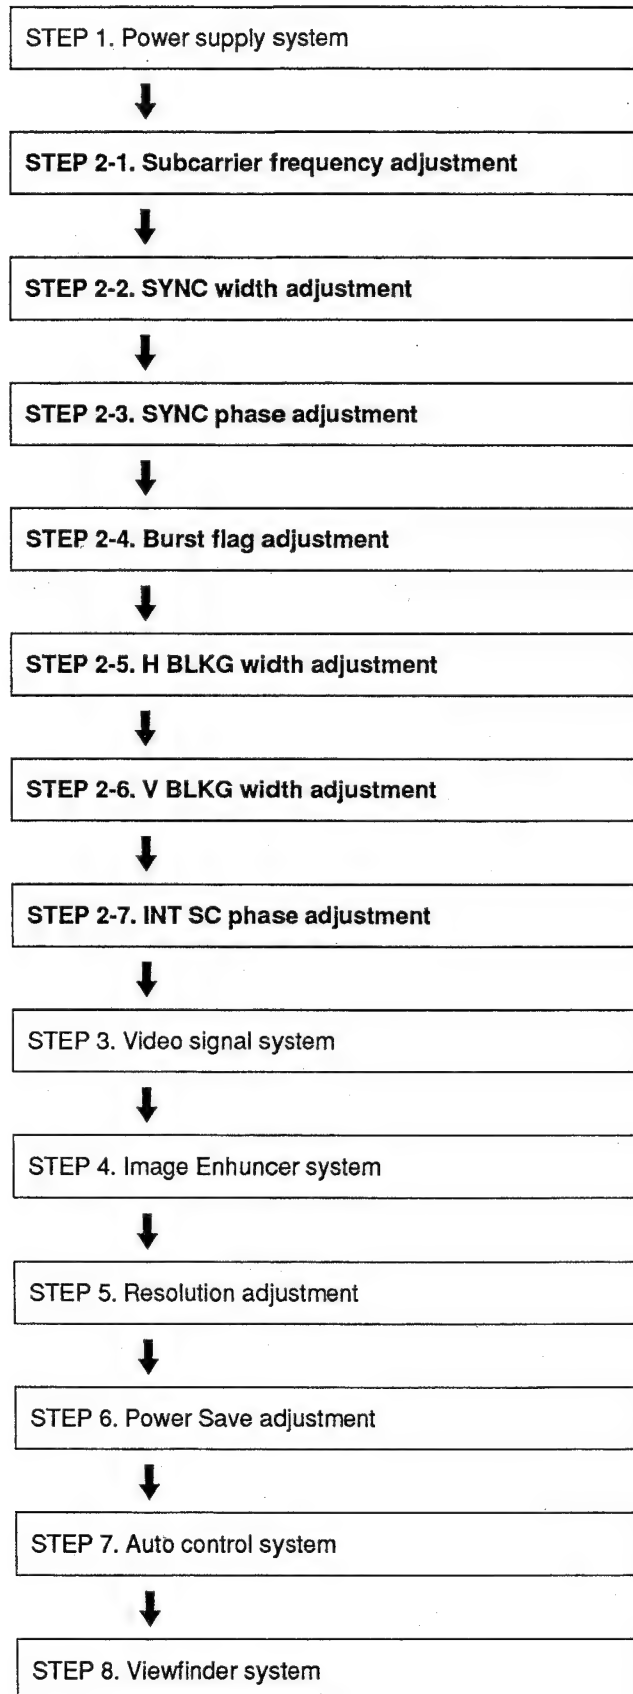 STEP 1. Power supply system
STEP 2-1. Subcarrier frequency adjustment
STEP 2-2. SYNC width adjustment
STEP 2-3. SYNC phase adjustment
STEP 2-4. Burst flag adjustment
STEP 2-5. H BLKG width adjustment
STEP 2-6. V BLKG width adjustment
STEP 2-7. INT SC phase adjustment
STEP 3. Video signal system
STEP 4. Image Enhuncer system
STEP 5. Resolution adjustment
STEP 6. Power Save adjustment
STEP 7. Auto control system
STEP 8. Viewfinder system